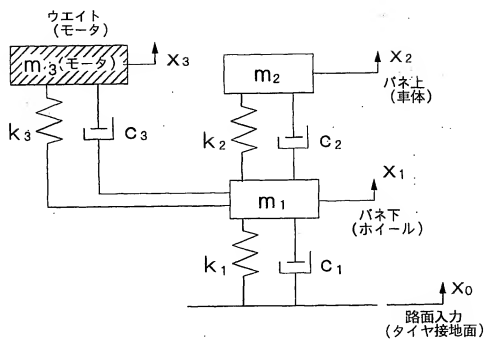 ウエイト
(モータ)
m3(モータ)
X3
k3
C3
m2
X2
バネ上
(車体)
k2
C2
m1
X1
バネ下
(ホイール)
k1
C1
X0
路面入力
(タイヤ接地面)